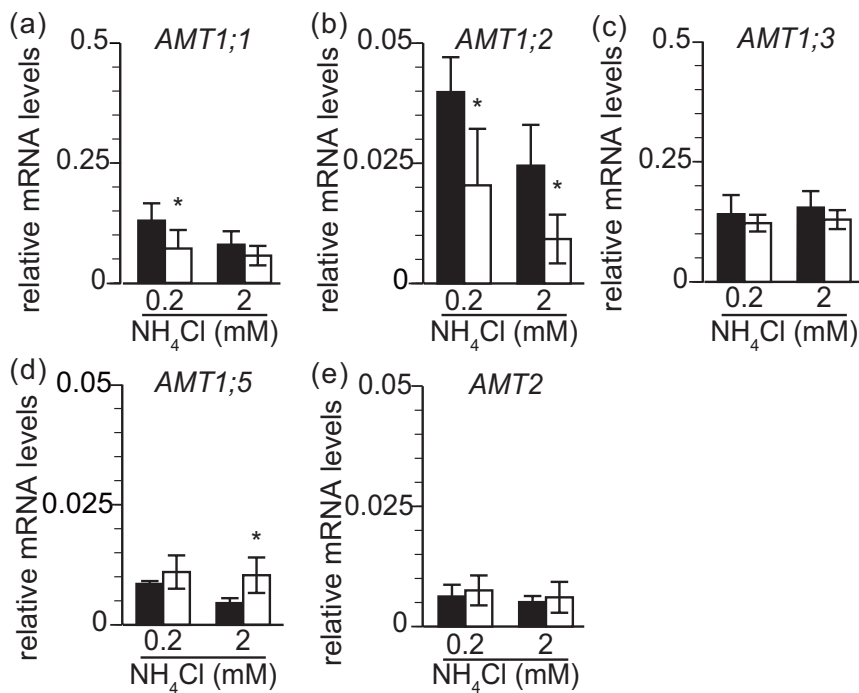 (a) AMT1;1
relative mRNA levels
0.5
0.25
0
*
0.2 2
NH4Cl (mM)
(b) AMT1;2
relative mRNA levels
0.05
0.025
0
* *
0.2 2
NH4Cl (mM)
(c) AMT1;3
relative mRNA levels
0.5
0.25
0
0.2 2
NH4Cl (mM)
(d) AMT1;5
relative mRNA levels
0.05
0.025
0
*
0.2 2
NH4Cl (mM)
(e) AMT2
relative mRNA levels
0.05
0.025
0
0.2 2
NH4Cl (mM)